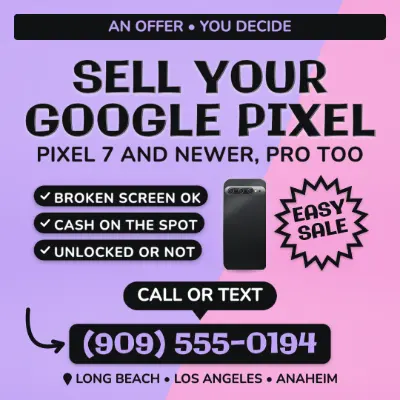 AN OFFER • YOU DECIDE
SELL YOUR
GOOGLE PIXEL
PIXEL 7 AND NEWER, PRO TOO
BROKEN SCREEN OK
CASH ON THE SPOT
UNLOCKED OR NOT
EASY
SALE
CALL OR TEXT
(909) 555-0194
LONG BEACH • LOS ANGELES • ANAHEIM